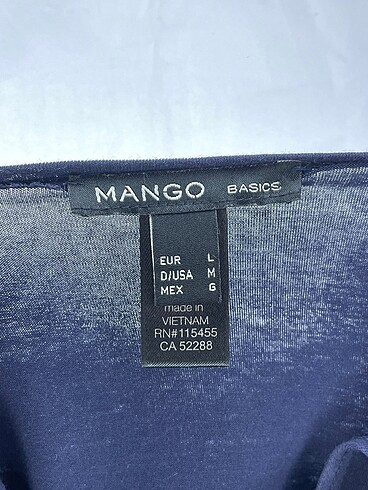 MANGO BASICS
EUR L
D/USA M
MEX G
made in
VIETNAM
RN#115455
CA 52288